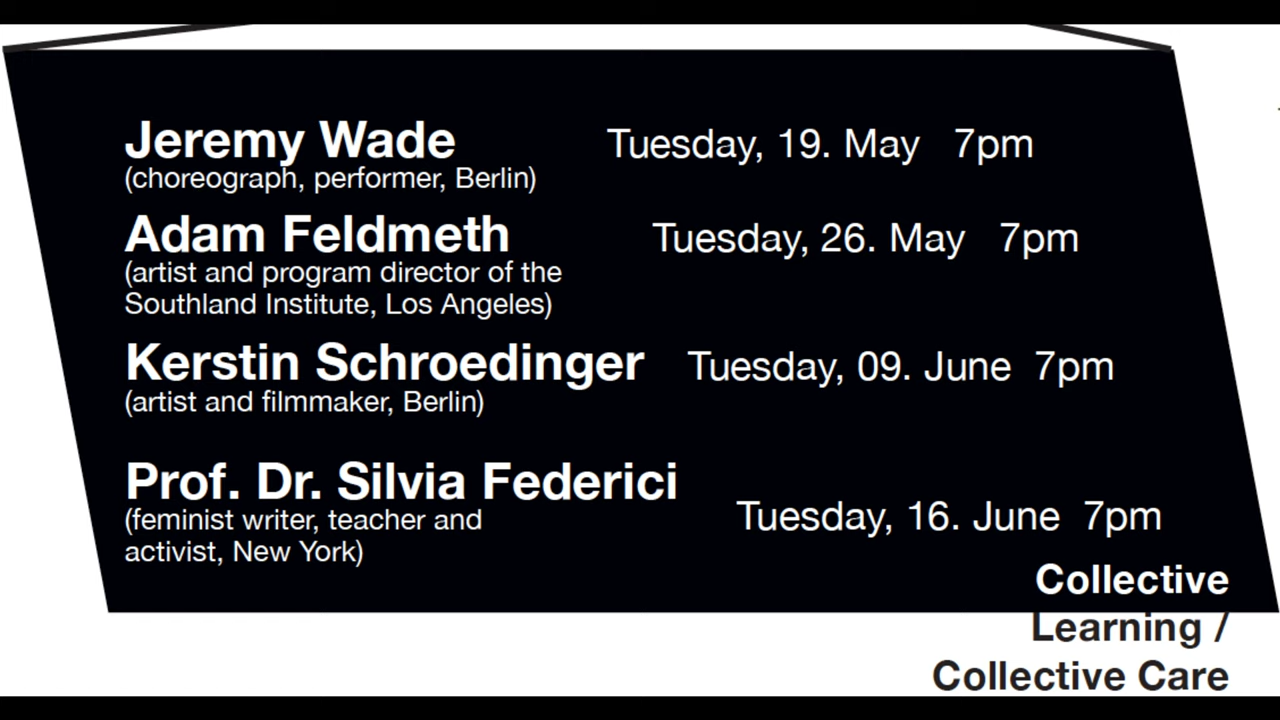 Jeremy Wade Tuesday, 19. May 7pm
(choreograph, performer, Berlin)
Adam Feldmeth Tuesday, 26. May 7pm
(artist and program director of the
Southland Institute, Los Angeles)
Kerstin Schroedinger Tuesday, 09. June 7pm
(artist and filmmaker, Berlin)
Prof. Dr. Silvia Federici
(feminist writer, teacher and
Tuesday, 16. June 7pm
activist, New York)
Collective
Learning /
Collective Care